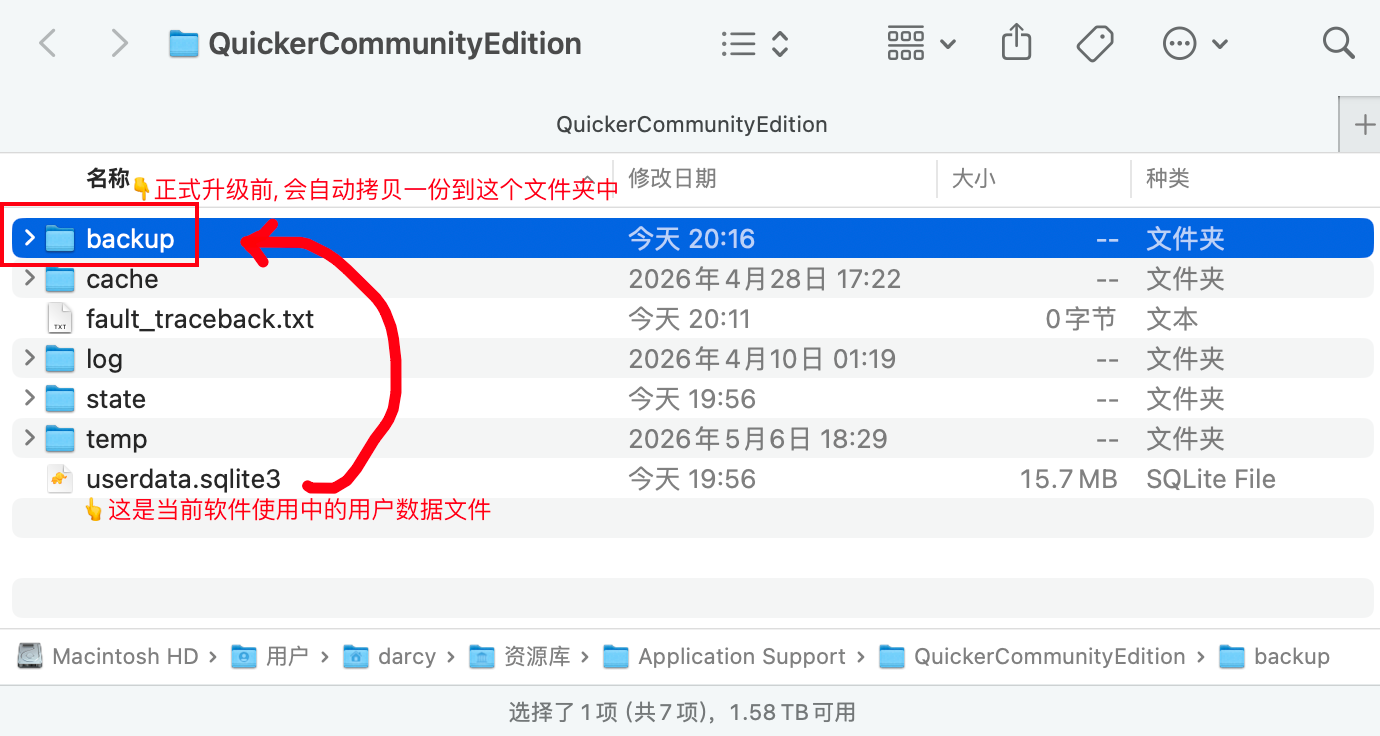 QuickerCommunityEdition
QuickerCommunityEdition
名称 修改日期 大小 种类
👇正式升级前, 会自动拷贝一份到这个文件夹中
backup 今天 20:16 -- 文件夹
cache 2026年4月28日 17:22 -- 文件夹
fault_traceback.txt 今天 20:11 0字节 文本
log 2026年4月10日 01:19 -- 文件夹
state 今天 19:56 -- 文件夹
temp 2026年5月6日 18:29 -- 文件夹
userdata.sqlite3 今天 19:56 15.7 MB SQLite File
👆这是当前软件使用中的用户数据文件
Macintosh HD › 用户 › darcy › 资源库 › Application Support › QuickerCommunityEdition › backup
选择了1项 (共7项)，1.58 TB可用